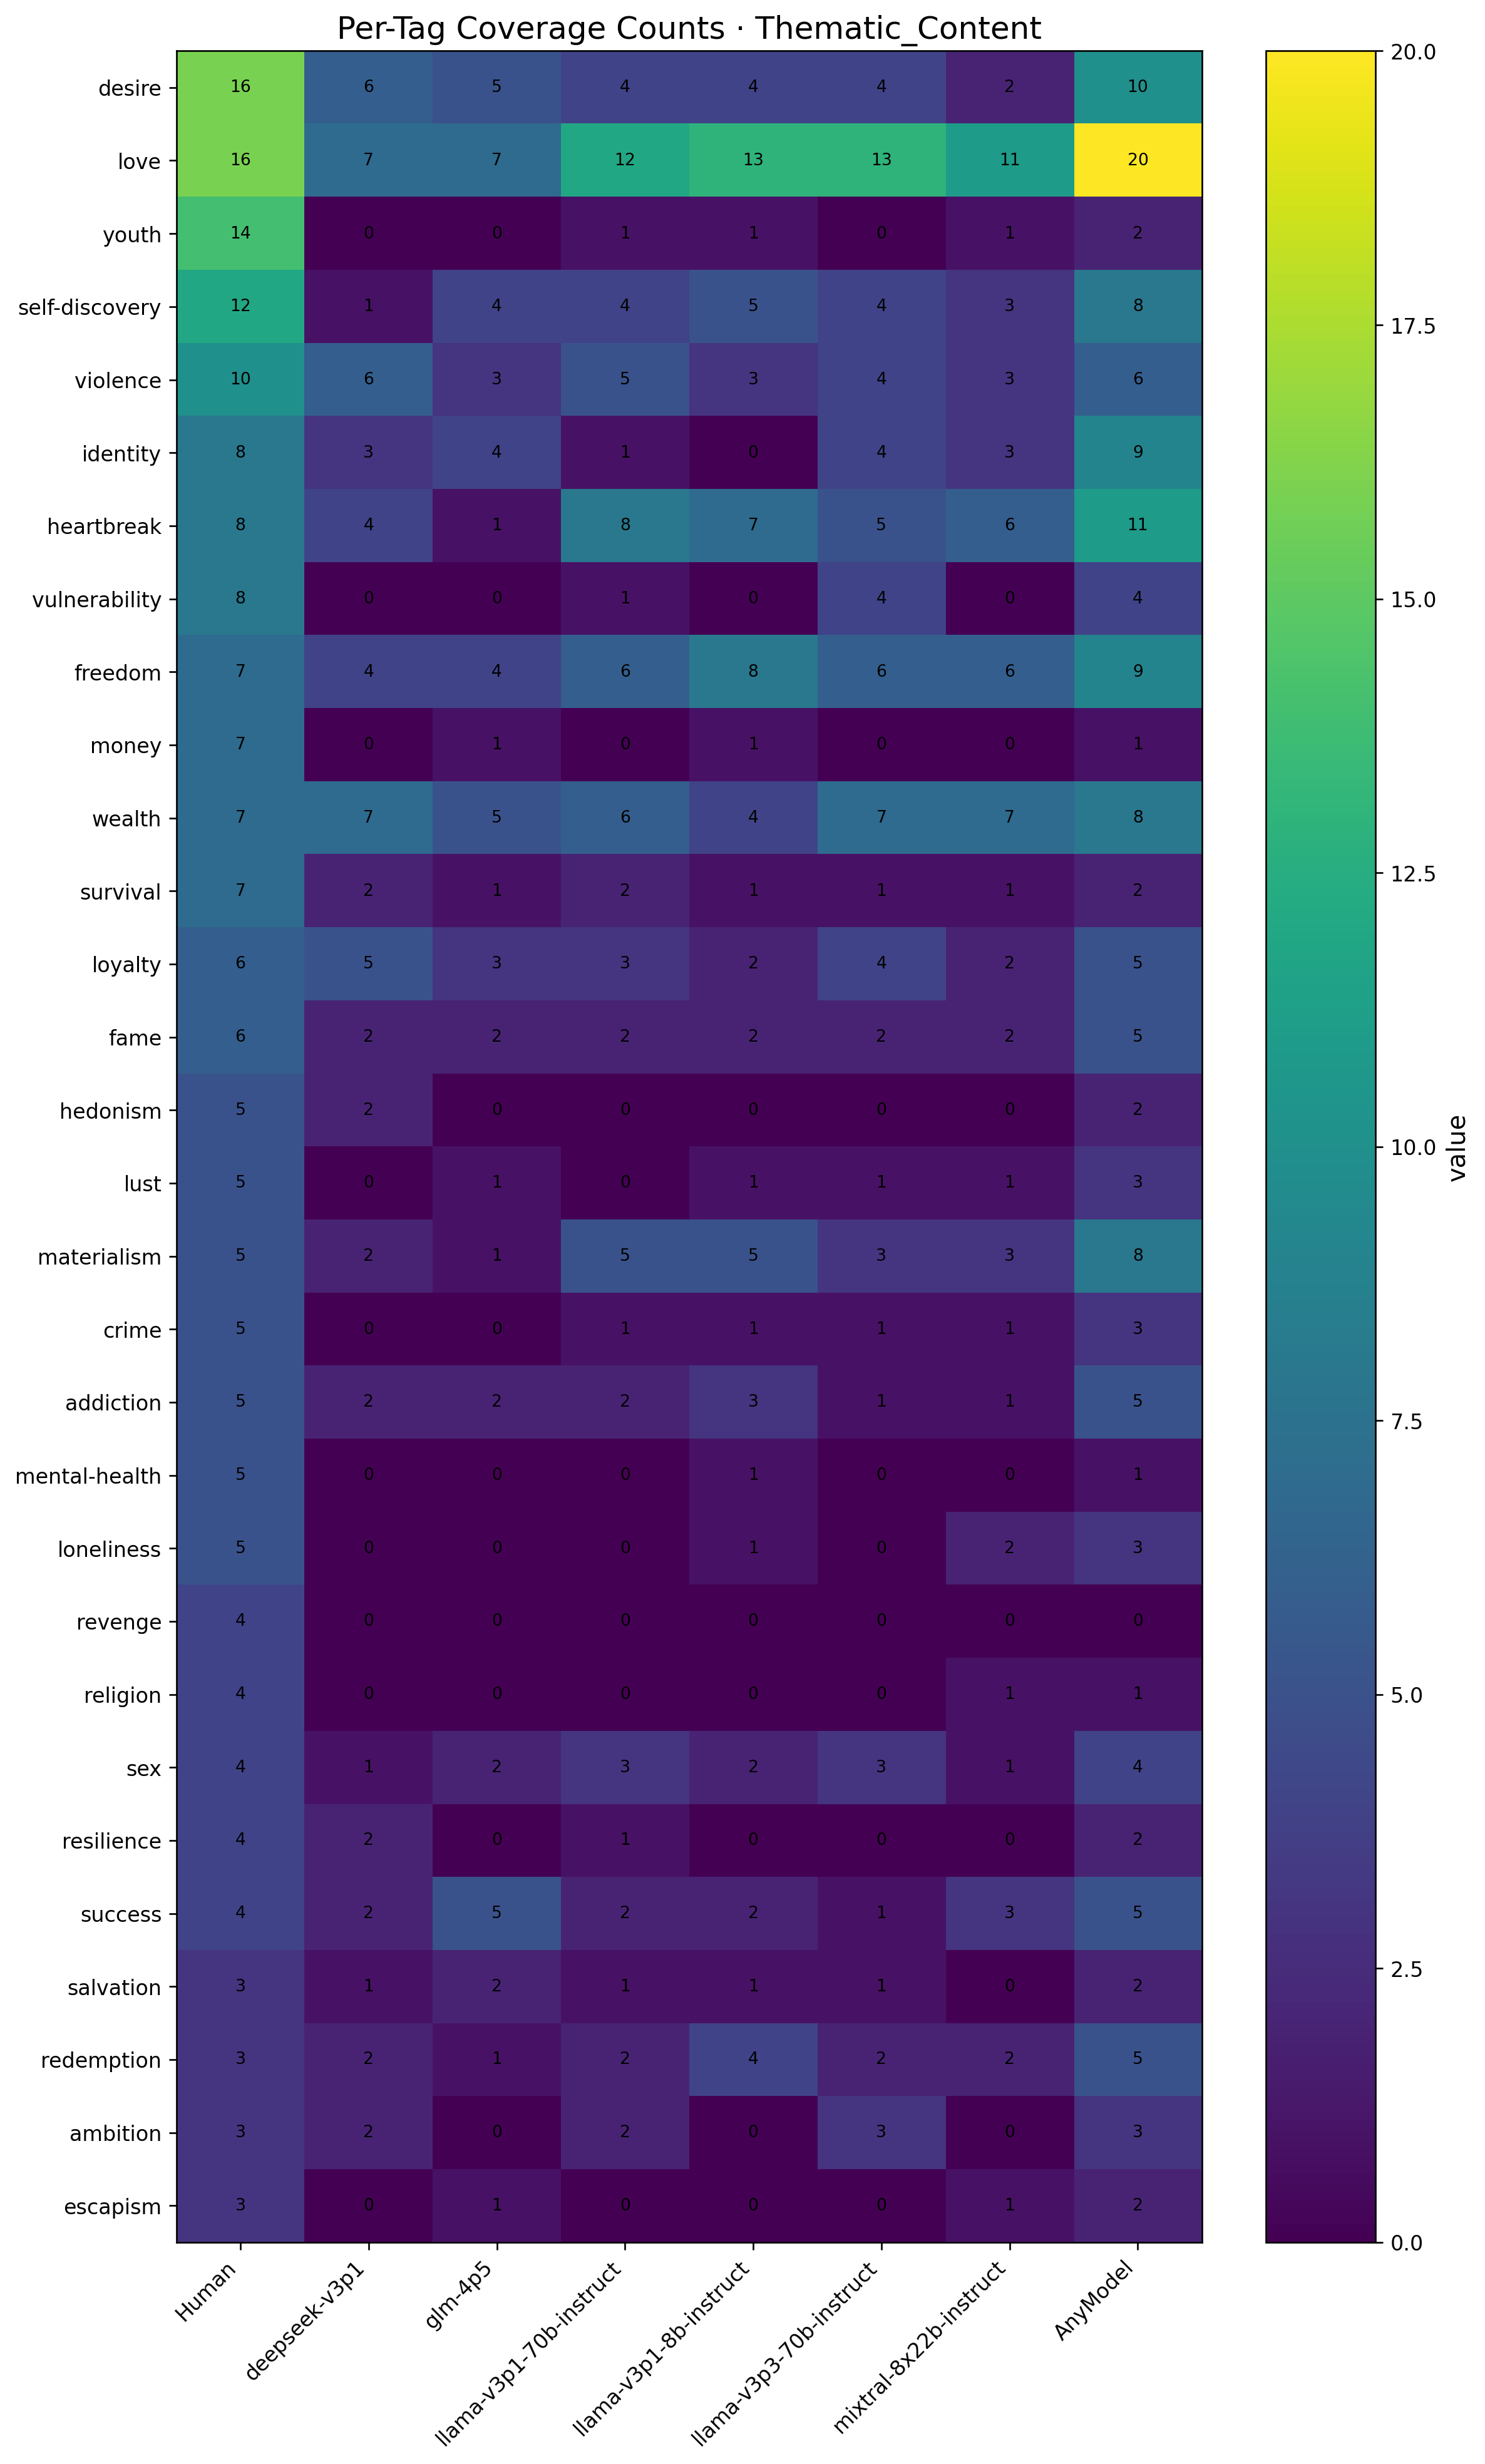 Per-Tag Coverage Counts · Thematic_Content
desire 16 6 5 4 4 4 2 10
love 16 7 7 12 13 13 11 20
youth 14 0 0 1 1 0 1 2
self-discovery 12 1 4 4 5 4 3 8
violence 10 6 3 5 3 4 3 6
identity 8 3 4 1 0 4 3 9
heartbreak 8 4 1 8 7 5 6 11
vulnerability 8 0 0 1 0 4 0 4
freedom 7 4 4 6 8 6 6 9
money 7 0 1 0 1 0 0 1
wealth 7 7 5 6 4 7 7 8
survival 7 2 1 2 1 1 1 2
loyalty 6 5 3 3 2 4 2 5
fame 6 2 2 2 2 2 2 5
hedonism 5 2 0 0 0 0 0 2
lust 5 0 1 0 1 1 1 3
materialism 5 2 1 5 5 3 3 8
crime 5 0 0 1 1 1 1 3
addiction 5 2 2 2 3 1 1 5
mental-health 5 0 0 0 1 0 0 1
loneliness 5 0 0 0 1 0 2 3
revenge 4 0 0 0 0 0 0 0
religion 4 0 0 0 0 0 1 1
sex 4 1 2 3 2 3 1 4
resilience 4 2 0 1 0 0 0 2
success 4 2 5 2 2 1 3 5
salvation 3 1 2 1 1 1 0 2
redemption 3 2 1 2 4 2 2 5
ambition 3 2 0 2 0 3 0 3
escapism 3 0 1 0 0 0 1 2
Human
deepseek-v3p1
glm-4p5
llama-v3p1-70b-instruct
llama-v3p1-8b-instruct
llama-v3p3-70b-instruct
mixtral-8x22b-instruct
AnyModel
20.0
17.5
15.0
12.5
10.0
7.5
5.0
2.5
0.0
value